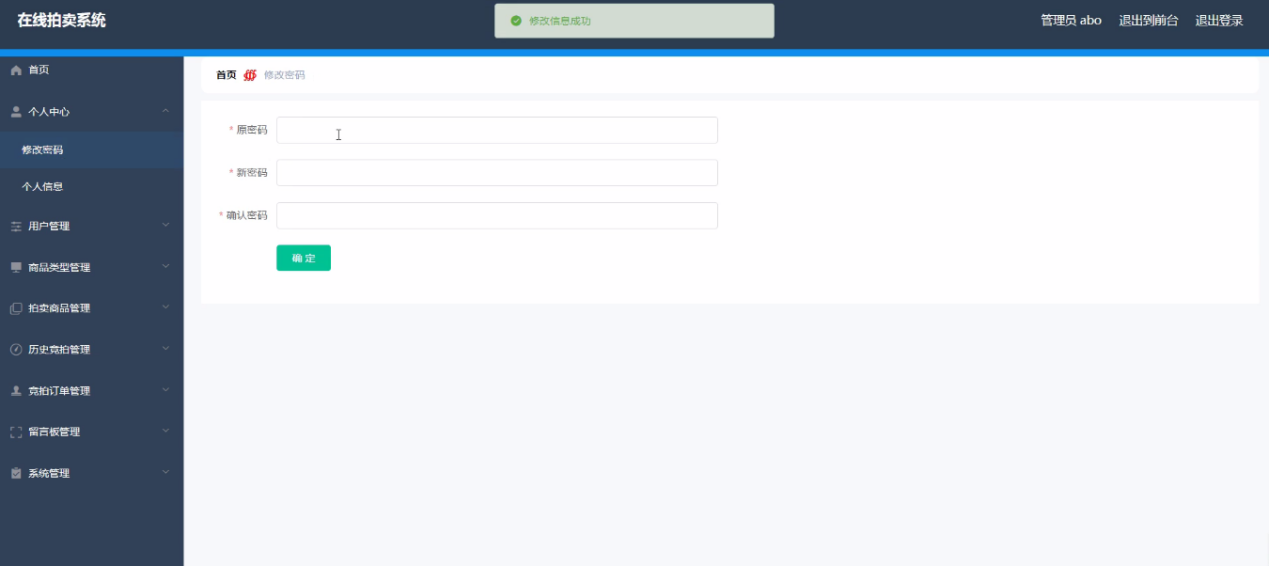 在线拍卖系统
修改信息成功
管理员 abo 退出到前台 退出登录
首页
个人中心
修改密码
个人信息
用户管理
商品类型管理
拍卖商品管理
历史竞拍管理
竞拍订单管理
留言板管理
系统管理
首页 修改密码
* 原密码
* 新密码
* 确认密码
确定